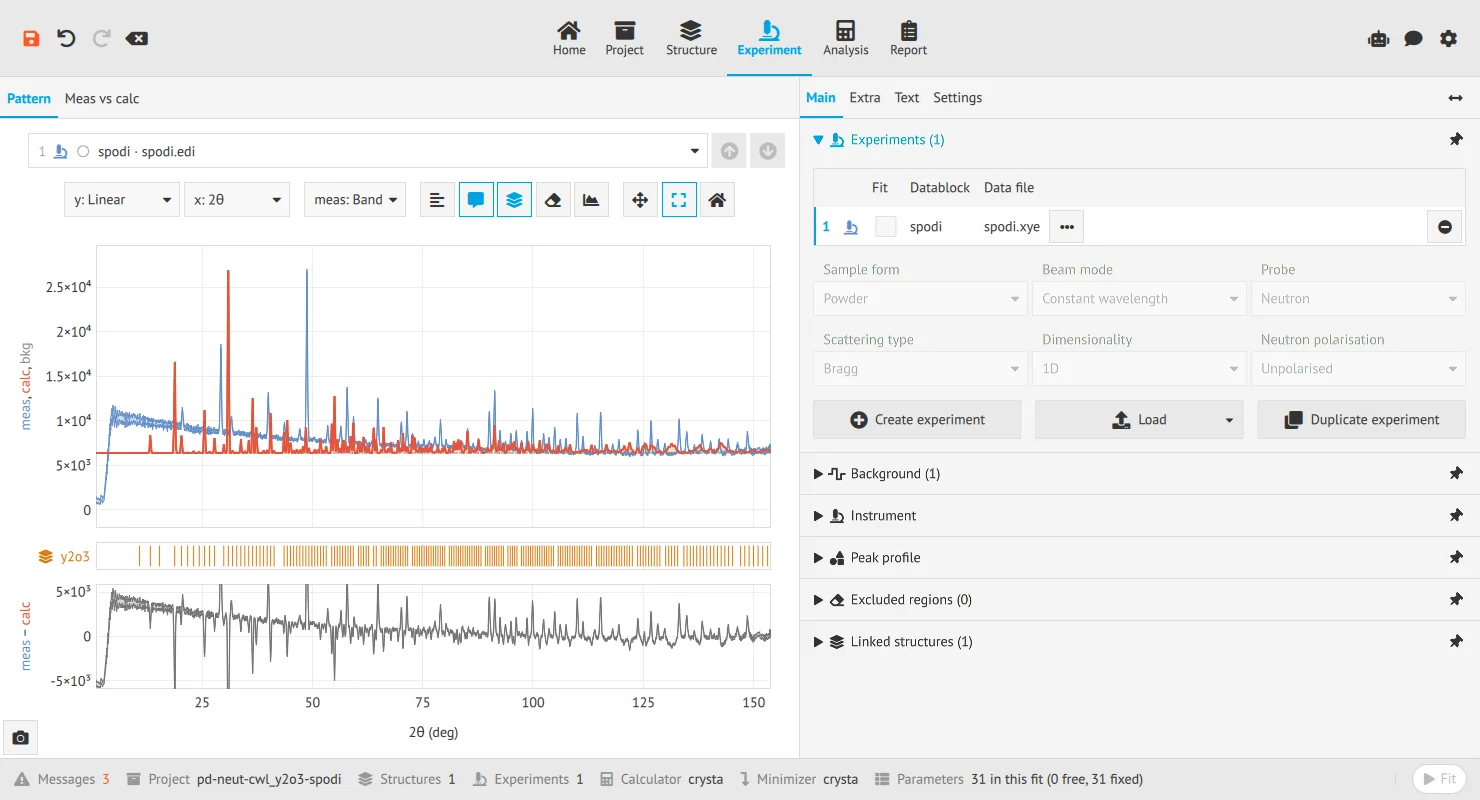 Home
Project
Structure
Experiment
Analysis
Report
Pattern
Meas vs calc
1 spodi · spodi.edi
y: Linear
x: 2θ
meas: Band
meas, calc, bkg
2.5×10⁴
2×10⁴
1.5×10⁴
1×10⁴
5×10³
0
y2o3
meas − calc
5×10³
0
-5×10³
25
50
75
100
125
150
2θ (deg)
Main
Extra
Text
Settings
Experiments (1)
Fit
Datablock
Data file
1
spodi
spodi.xye
Sample form
Beam mode
Probe
Powder
Constant wavelength
Neutron
Scattering type
Dimensionality
Neutron polarisation
Bragg
1D
Unpolarised
Create experiment
Load
Duplicate experiment
Background (1)
Instrument
Peak profile
Excluded regions (0)
Linked structures (1)
Messages 3
Project pd-neut-cwl_y2o3-spodi
Structures 1
Experiments 1
Calculator crysta
Minimizer crysta
Parameters 31 in this fit (0 free, 31 fixed)
Fit